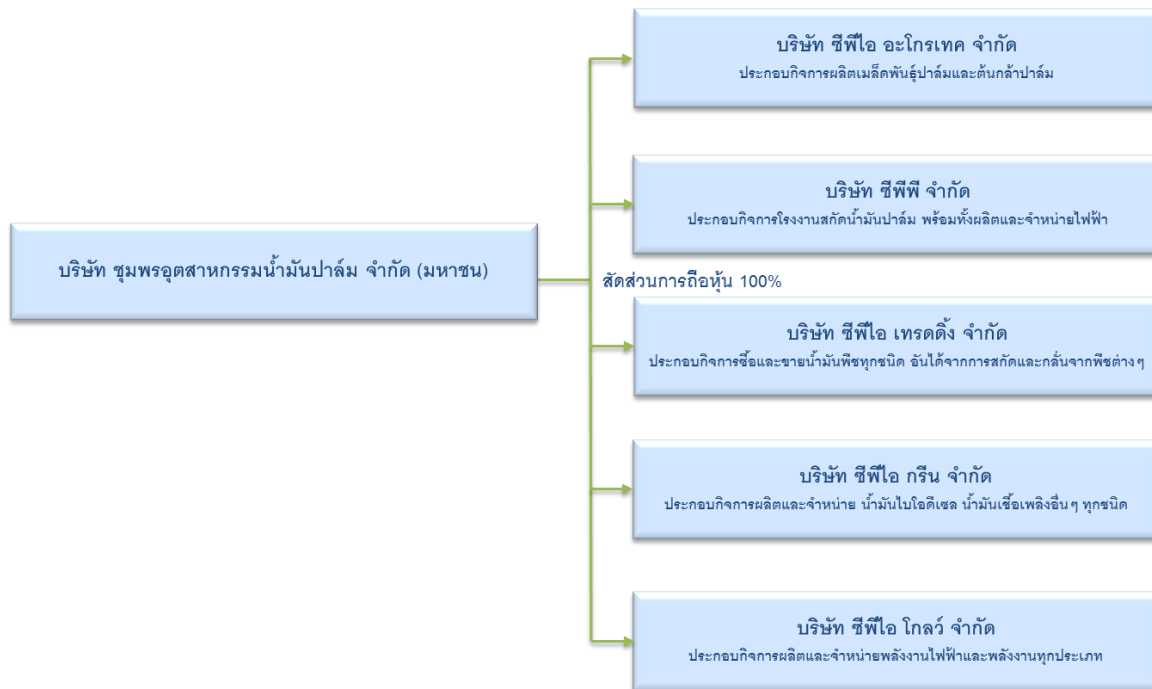 บริษัท ซีพีไอ อะโกรเทค จำกัด
ประกอบกิจการผลิตเมล็ดพันธุ์ปาล์มและต้นกล้าปาล์ม
บริษัท ซีพีพี จำกัด
ประกอบกิจการโรงงานสกัดน้ำมันปาล์ม พร้อมทั้งผลิตและจำหน่ายไฟฟ้า
บริษัท ชุมพรอุตสาหกรรมน้ำมันปาล์ม จำกัด (มหาชน)
สัดส่วนการถือหุ้น 100%
บริษัท ซีพีไอ เทรดดิ้ง จำกัด
ประกอบกิจการซื้อและขายน้ำมันพืชทุกชนิด อันได้จากการสกัดและกลั่นจากพืชต่างๆ
บริษัท ซีพีไอ กรีน จำกัด
ประกอบกิจการผลิตและจำหน่าย น้ำมันไบโอดีเซล น้ำมันเชื้อเพลิงอื่นๆ ทุกชนิด
บริษัท ซีพีไอ โกลว์ จำกัด
ประกอบกิจการผลิตและจำหน่ายพลังงานไฟฟ้าและพลังงานทุกประเภท